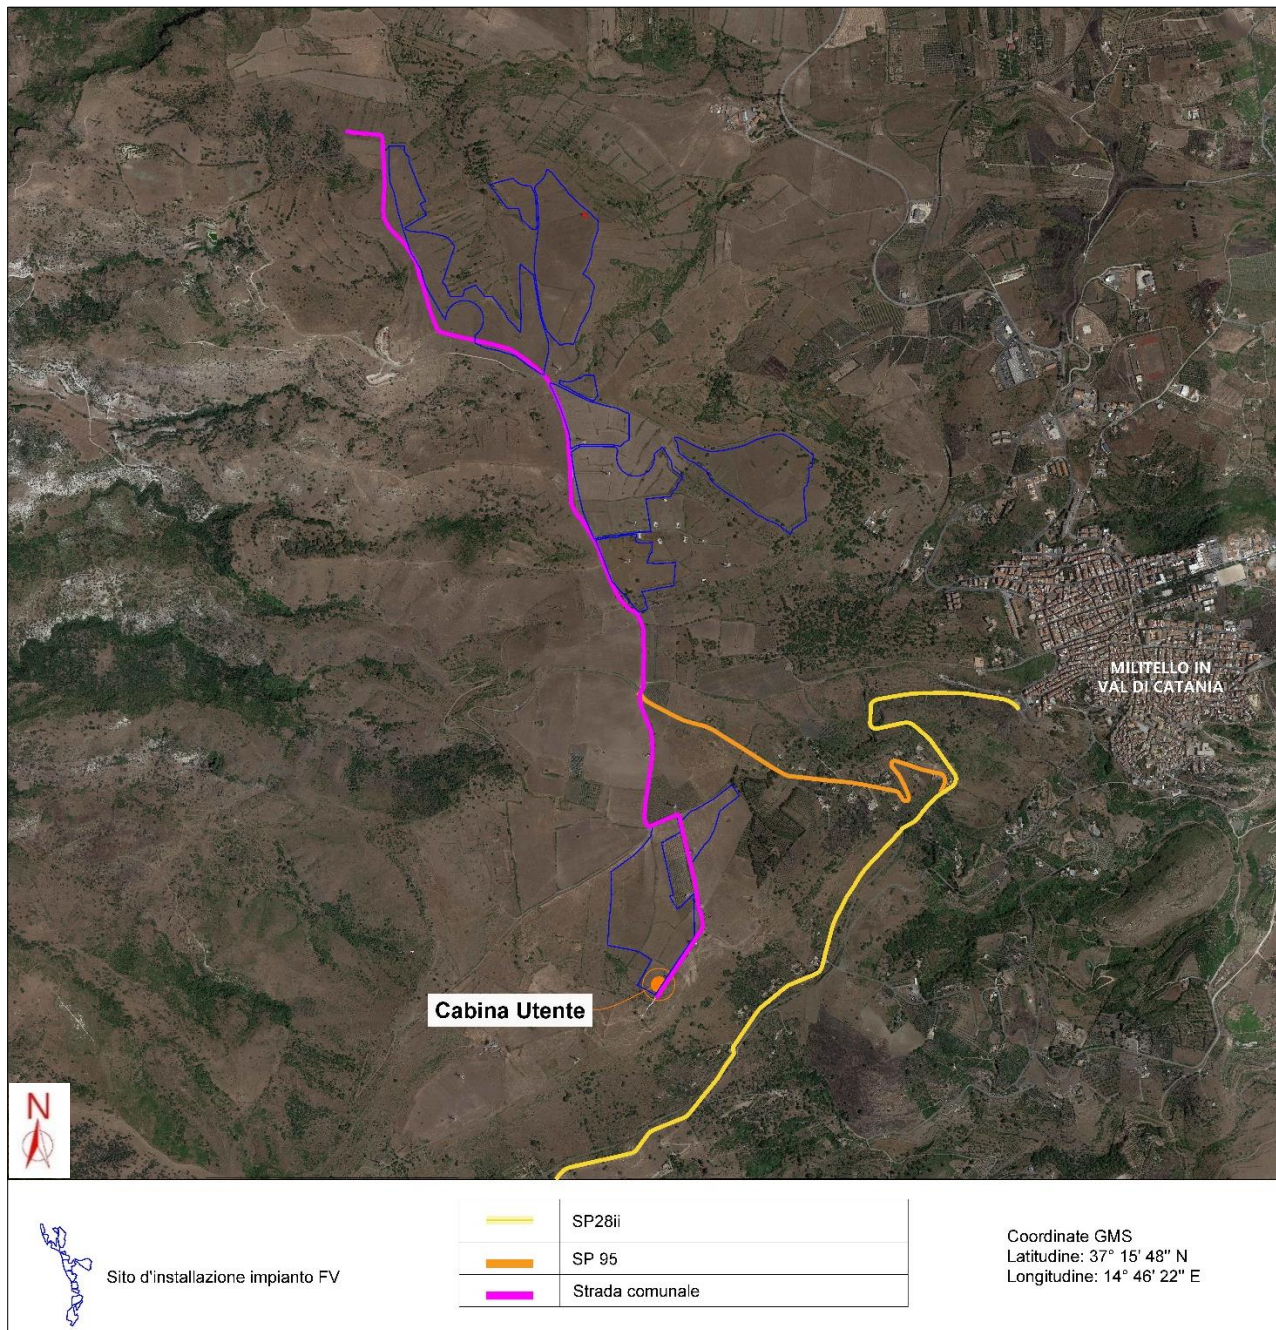 MILITELLO IN
VAL DI CATANIA
Cabina Utente
N
Sito d'installazione impianto FV
SP28ii
SP 95
Strada comunale
Coordinate GMS
Latitudine: 37° 15' 48" N
Longitudine: 14° 46' 22" E